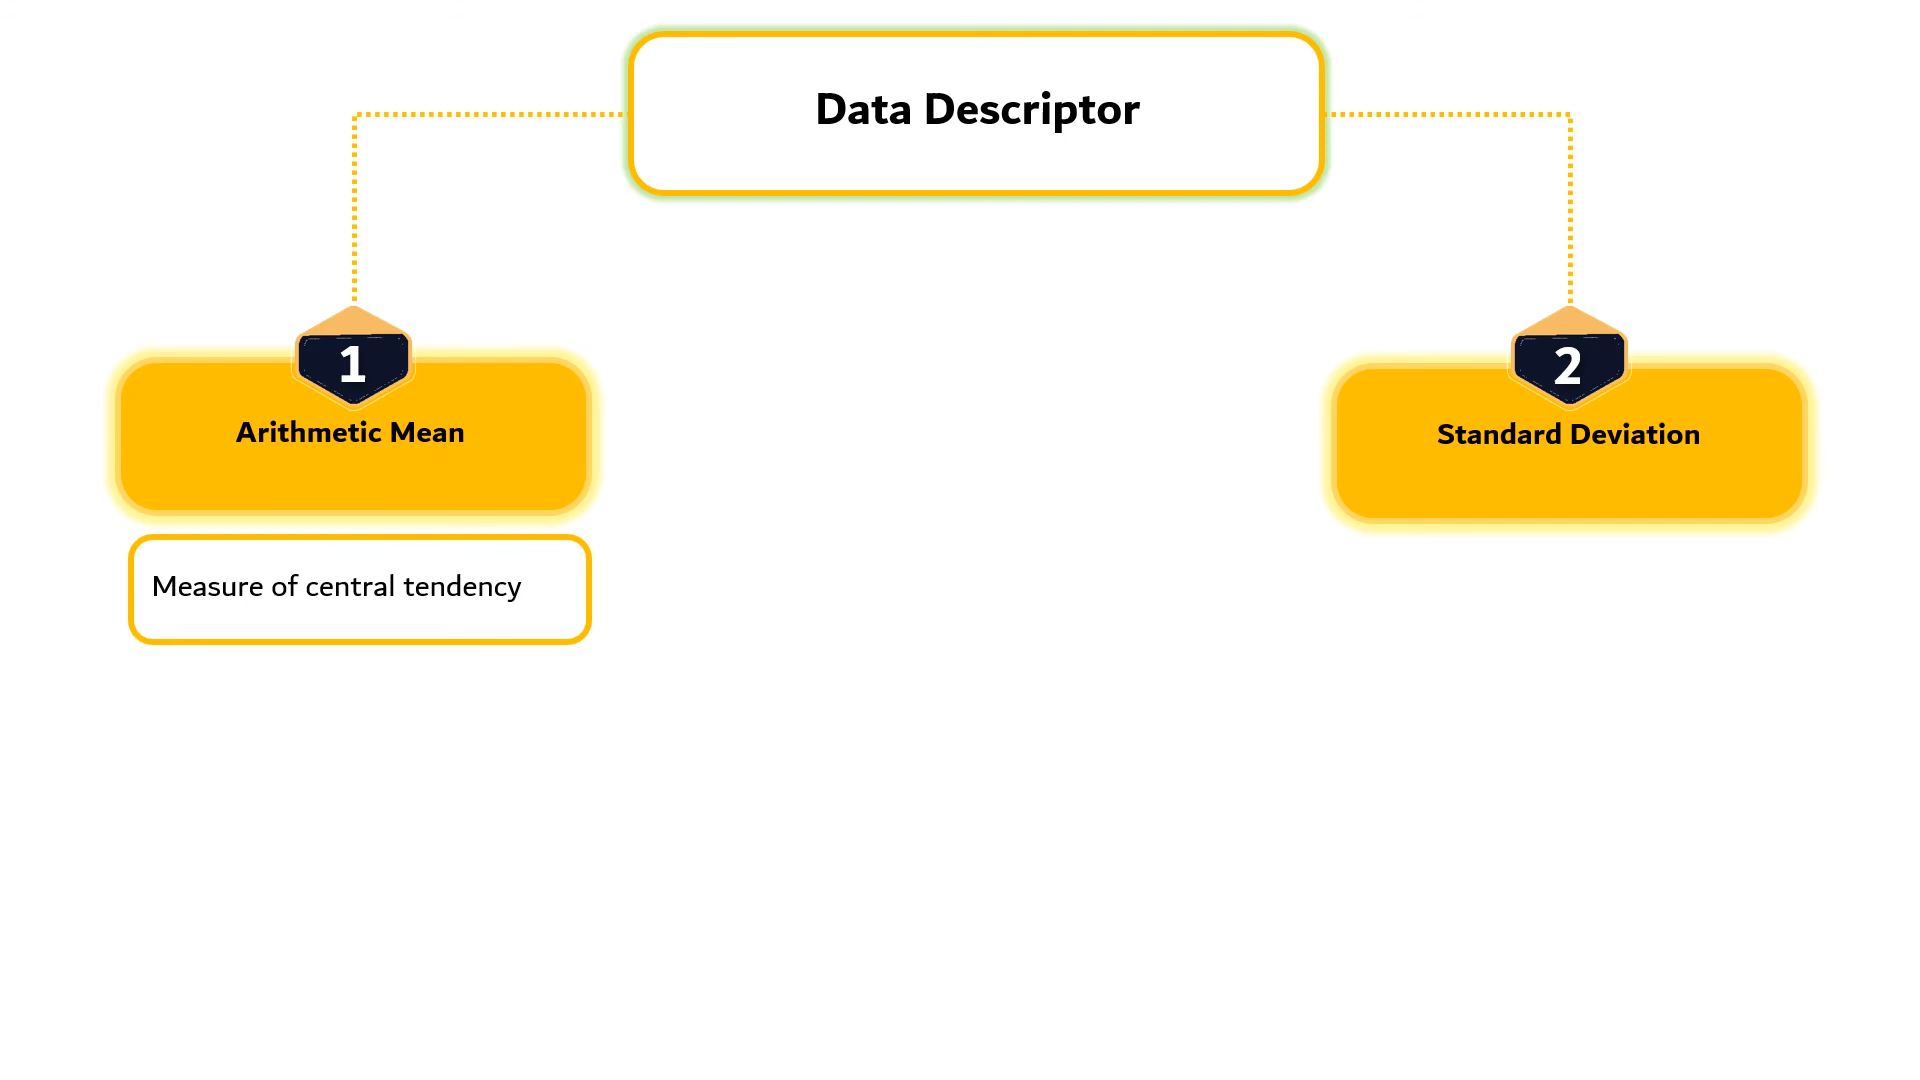 Data Descriptor
1
Arithmetic Mean
Measure of central tendency
2
Standard Deviation